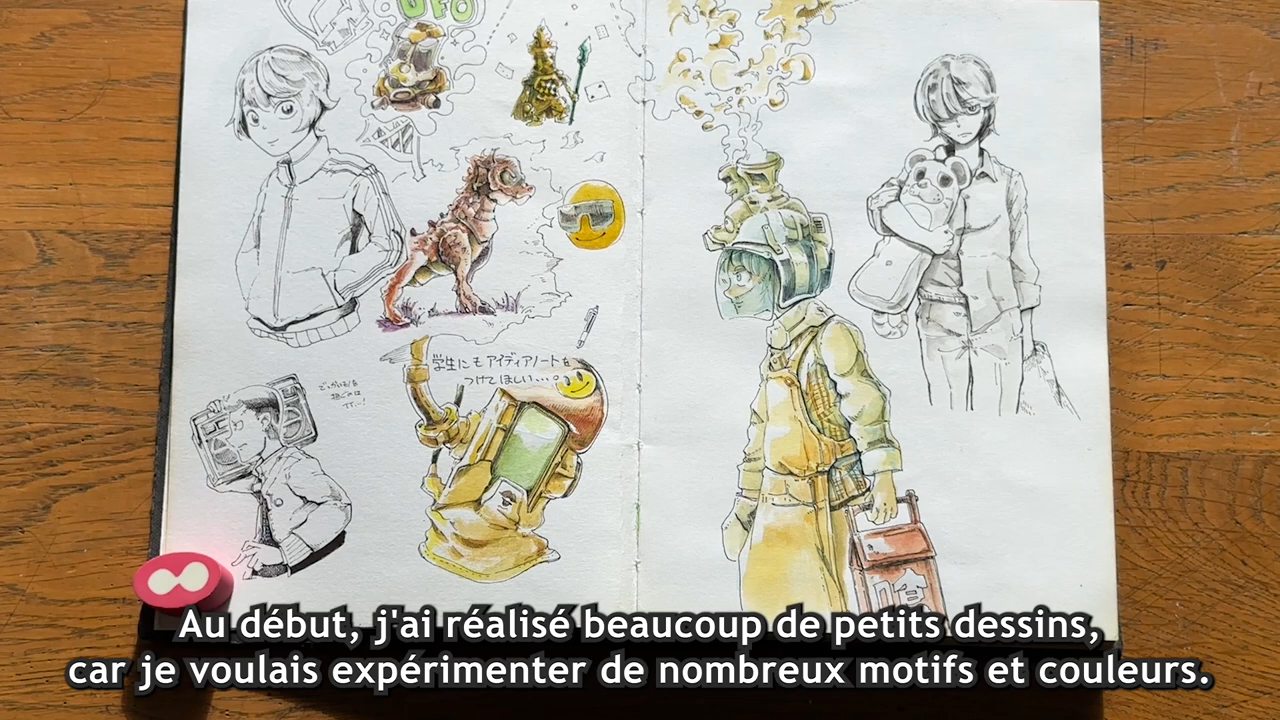 UFO
学生にもアイディアノートを
つけてほしい…。
Au début, j'ai réalisé beaucoup de petits dessins,
car je voulais expérimenter de nombreux motifs et couleurs.